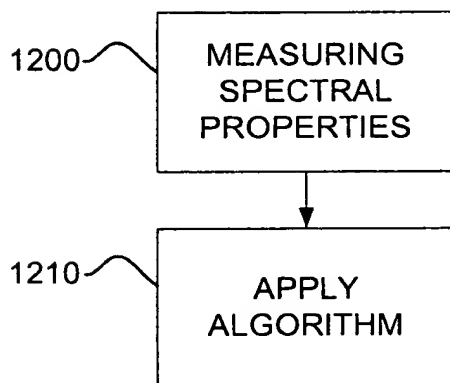 1200
MEASURING
SPECTRAL
PROPERTIES
1210
APPLY
ALGORITHM